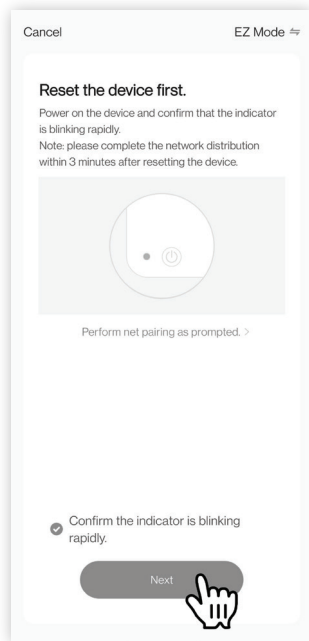 Cancel
EZ Mode
Reset the device first.
Power on the device and confirm that the indicator
is blinking rapidly.
Note: please complete the network distribution
within 3 minutes after resetting the device.
Perform net pairing as prompted. >
Confirm the indicator is blinking
rapidly.
Next